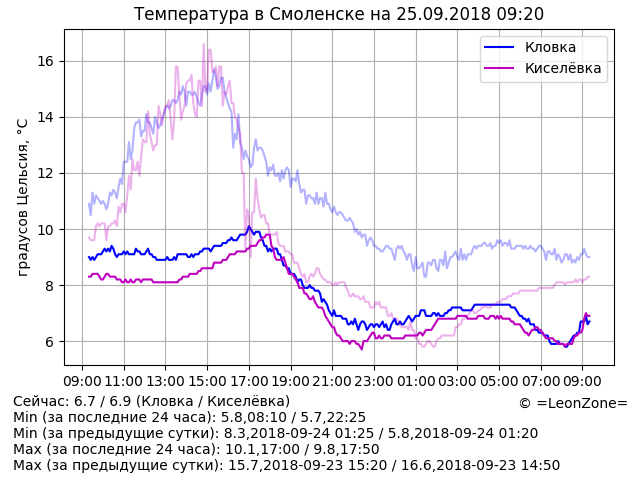 Температура в Смоленске на 25.09.2018 09:20
Кловка
Киселёвка
градусов Цельсия, °C
16
14
12
10
8
6
09:00 11:00 13:00 15:00 17:00 19:00 21:00 23:00 01:00 03:00 05:00 07:00 09:00
Сейчас: 6.7 / 6.9 (Кловка / Киселёвка)
© =LeonZone=
Min (за последние 24 часа): 5.8,08:10 / 5.7,22:25
Min (за предыдущие сутки): 8.3,2018-09-24 01:25 / 5.8,2018-09-24 01:20
Max (за последние 24 часа): 10.1,17:00 / 9.8,17:50
Max (за предыдущие сутки): 15.7,2018-09-23 15:20 / 16.6,2018-09-23 14:50